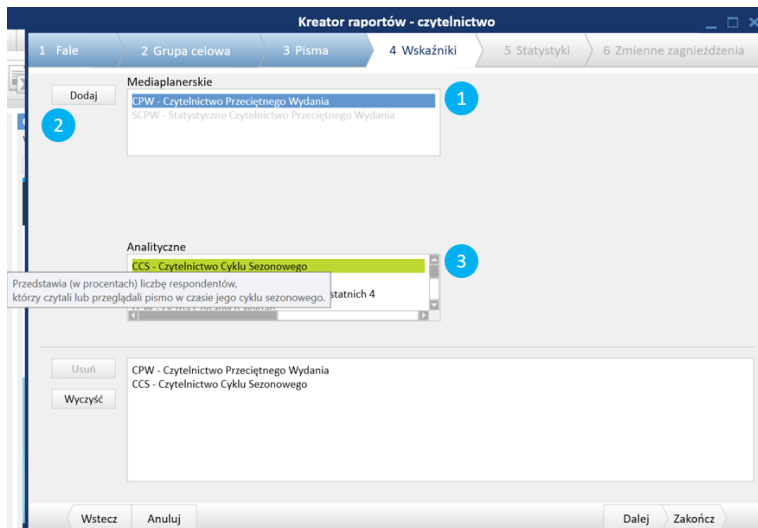 Kreator raportów - czytelnictwo
1 Fale
2 Grupa celowa
3 Pisma
4 Wskaźniki
5 Statystyki
6 Zmienne zagnieżdżenia
Mediaplanerskie
Dodaj
CPW - Czytelnictwo Przeciętnego Wydania
SCPW - Statystyczne Czytelnictwo Przeciętnego Wydania
1
2
Analityczne
CCS - Czytelnictwo Cyklu Sezonowego
3
Przedstawia (w procentach) liczbę respondentów,
którzy czytali lub przeglądali pismo w czasie jego cyklu sezonowego.
statnich 4
Usuń
CPW - Czytelnictwo Przeciętnego Wydania
CCS - Czytelnictwo Cyklu Sezonowego
Wyczyść
Wstecz
Anuluj
Dalej
Zakończ